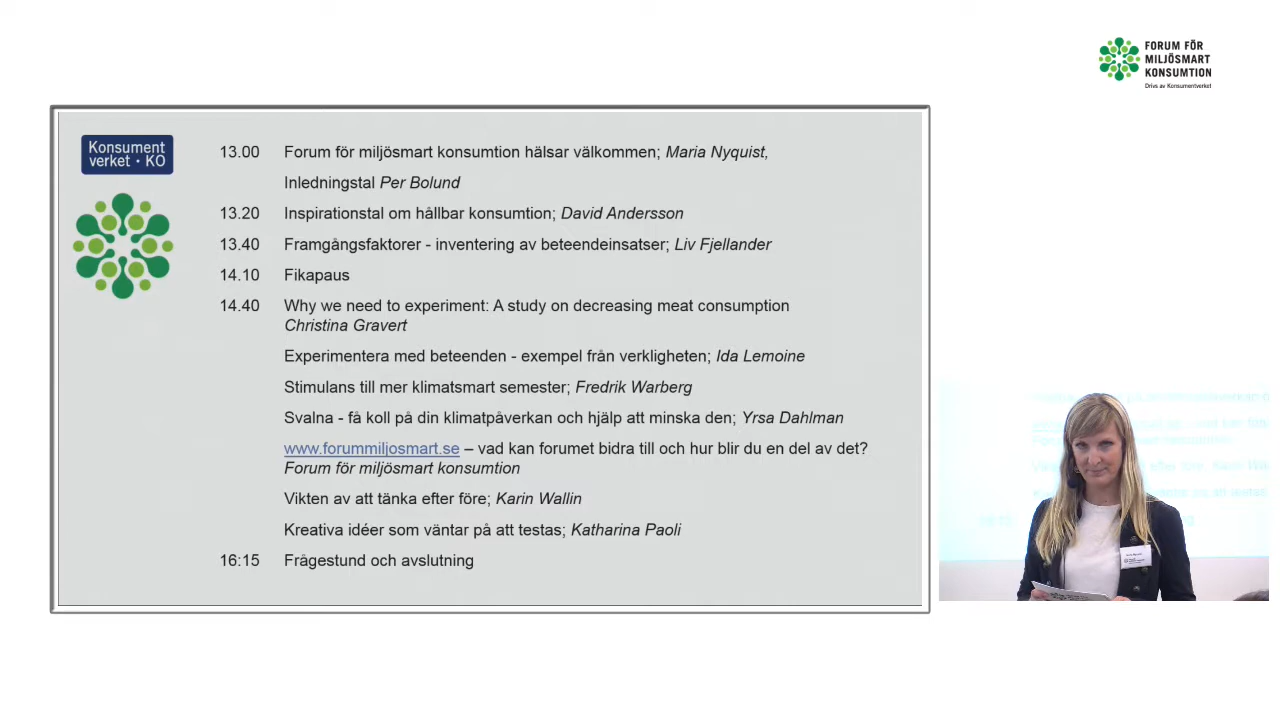 FORUM FÖR
MILJÖSMART
KONSUMTION
Drivs av Konsumentverket
Konsument
verket • KO
13.00 Forum för miljösmart konsumtion hälsar välkommen; Maria Nyquist,
Inledningstal Per Bolund
13.20 Inspirationstal om hållbar konsumtion; David Andersson
13.40 Framgångsfaktorer - inventering av beteendeinsatser; Liv Fjellander
14.10 Fikapaus
14.40 Why we need to experiment: A study on decreasing meat consumption
Christina Gravert
Experimentera med beteenden - exempel från verkligheten; Ida Lemoine
Stimulans till mer klimatsmart semester; Fredrik Warberg
Svalna - få koll på din klimatpåverkan och hjälp att minska den; Yrsa Dahlman
www.forummiljosmart.se – vad kan forumet bidra till och hur blir du en del av det?
Forum för miljösmart konsumtion
Vikten av att tänka efter före; Karin Wallin
Kreativa idéer som väntar på att testas; Katharina Paoli
16:15 Frågestund och avslutning